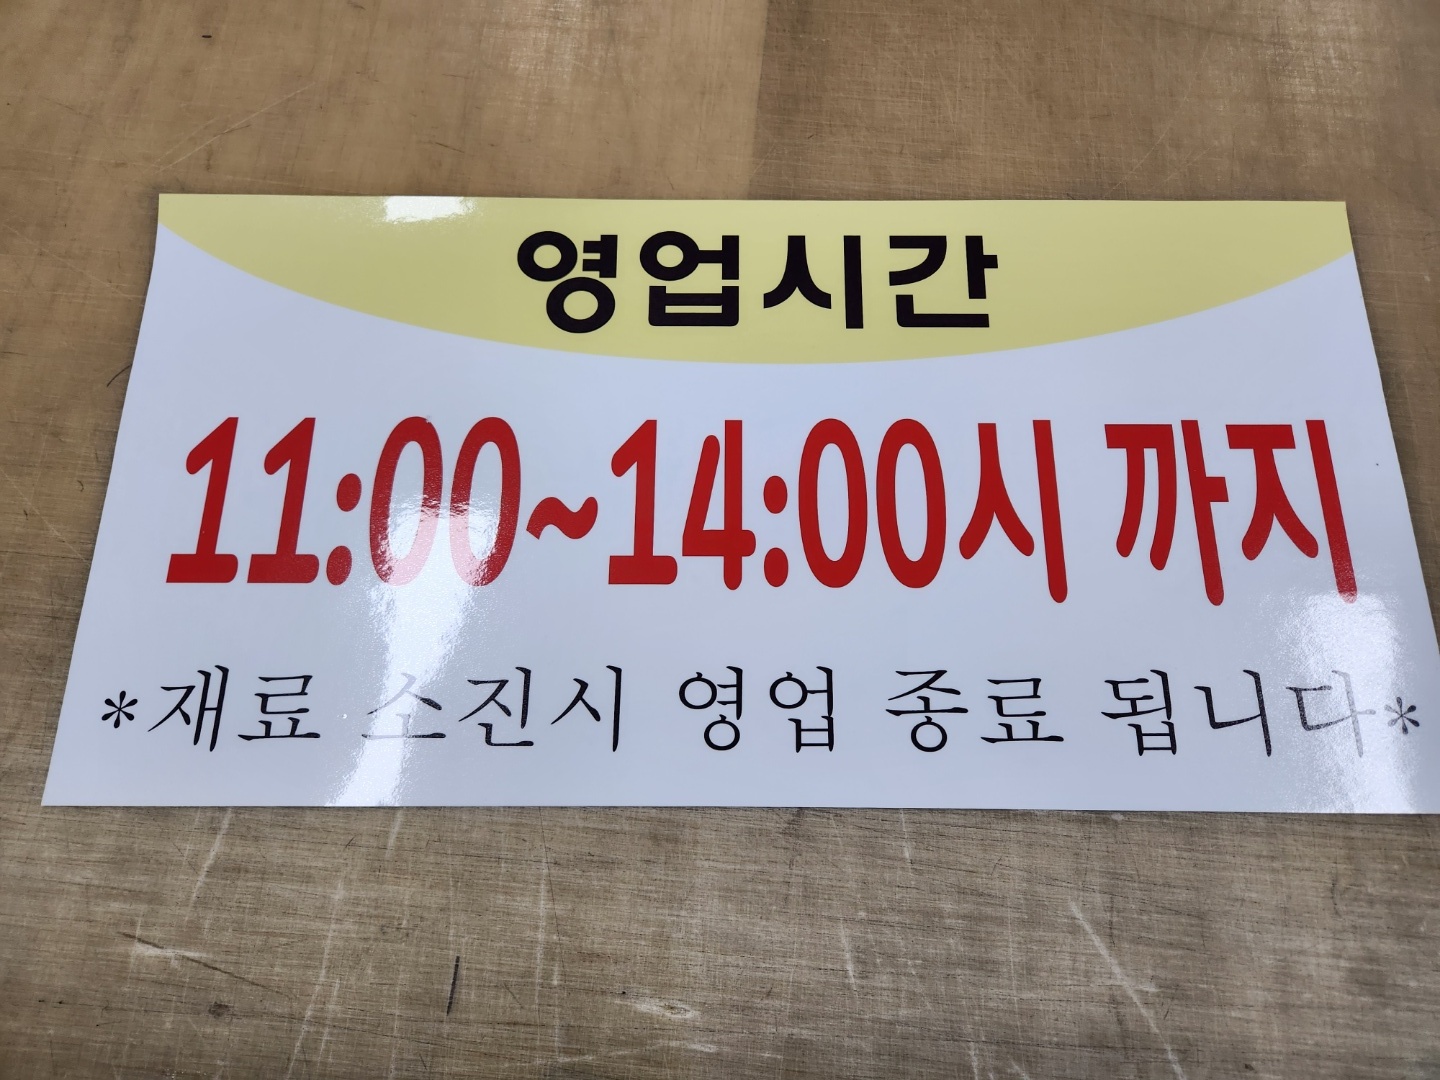 영업시간
11:00~14:00시 까지
*재료 소진시 영업 종료 됩니다*